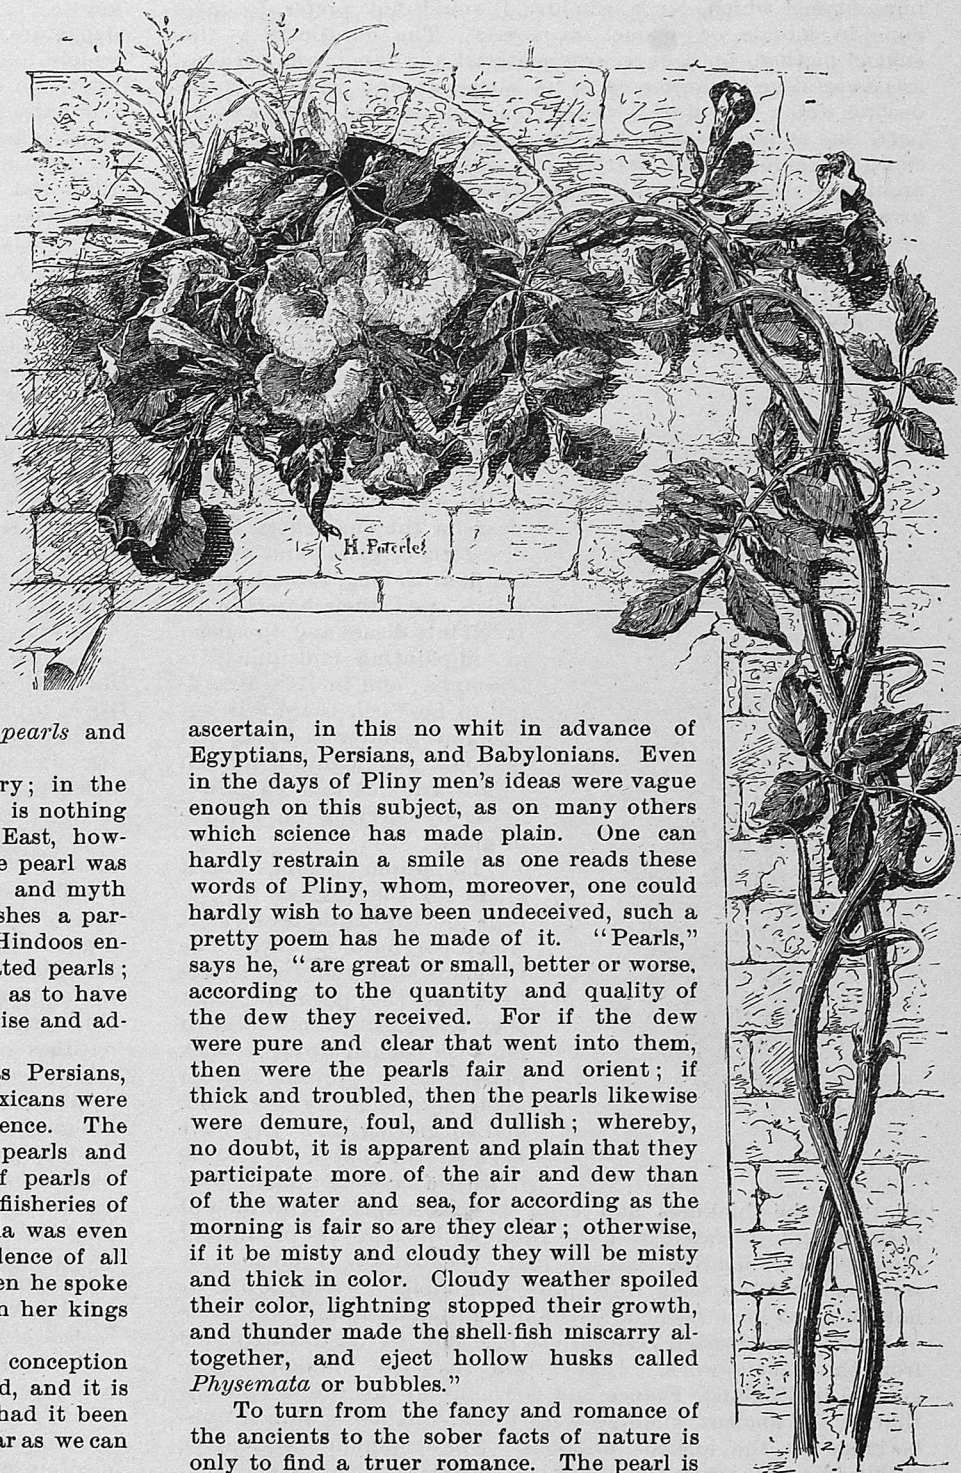 pearls and
ry; in the
is nothing
East, how-
e pearl was
and myth
shes a par-
Hindoos en-
ated pearls;
as to have
ise and ad-
s Persians,
xicans were
ence. The
pearls and
f pearls of
fiisheries of
ia was even
dence of all
en he spoke
n her kings
conception
d, and it is
had it been
ar as we can
ascertain, in this no whit in advance of
Egyptians, Persians, and Babylonians. Even
in the days of Pliny men's ideas were vague
enough on this subject, as on many others
which science has made plain. One can
hardly restrain a smile as one reads these
words of Pliny, whom, moreover, one could
hardly wish to have been undeceived, such a
pretty poem has he made of it. “Pearls,”
says he, “are great or small, better or worse,
according to the quantity and quality of
the dew they received. For if the dew
were pure and clear that went into them,
then were the pearls fair and orient; if
thick and troubled, then the pearls likewise
were demure, foul, and dullish; whereby,
no doubt, it is apparent and plain that they
participate more of the air and dew than
of the water and sea, for according as the
morning is fair so are they clear; otherwise,
if it be misty and cloudy they will be misty
and thick in color. Cloudy weather spoiled
their color, lightning stopped their growth,
and thunder made the shell-fish miscarry al-
together, and eject hollow husks called
Physemata or bubbles.”
To turn from the fancy and romance of
the ancients to the sober facts of nature is
only to find a truer romance. The pearl is